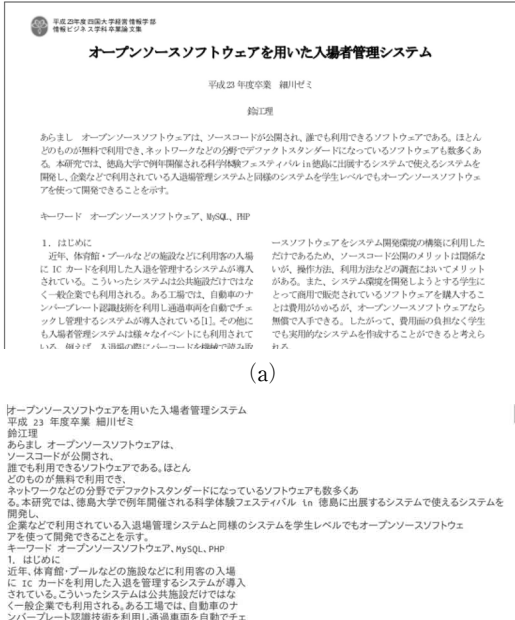 平成23年度四国大学経営情報学部
情報ビジネス学科卒業論文集
オープンソースソフトウェアを用いた入場者管理システム
平成 23 年度卒業 細川ゼミ
鈴江理
あらまし オープンソースソフトウェアは、ソースコードが公開され、誰でも利用できるソフトウェアである。ほとん
どのものが無料で利用でき、ネットワークなどの分野でデファクトスタンダードになっているソフトウェアも数多くあ
る。本研究では、徳島大学で例年開催される科学体験フェスティバル in 徳島に出展するシステムで使えるシステムを
開発し、企業などで利用されている入退場管理システムと同様のシステムを学生レベルでもオープンソースソフトウェ
アを使って開発できることを示す。
キーワード オープンソースソフトウェア、MySQL、PHP
1．はじめに
近年、体育館・プールなどの施設などに利用客の入場
に IC カードを利用した入退を管理するシステムが導入
されている。こういったシステムは公共施設だけではな
く一般企業でも利用される。ある工場では、自動車のナ
ンバープレート認識技術を利用し通過車両を自動でチェ
ックし管理するシステムが導入されている[1]。その他に
も入場者管理システムは様々なイベントにも利用されて
いる。例えば、入退場の際にバーコードを機械で読み取
ースソフトウェアをシステム開発環境の構築に利用した
だけであるため、ソースコード公開のメリットは関係な
いが、操作方法、利用方法などの調査においてメリット
がある。また、システム環境を開発しようとする学生に
とって商用で販売されているソフトウェアを購入するこ
とは費用がかかるが、オープンソースソフトウェアなら
無償で入手できる。したがって、費用面の負担なく学生
でも実用的なシステムを作成することができると考えら
れる。
(a)
オープンソースソフトウェアを用いた入場者管理システム
平成 23 年度卒業 細川ゼミ
鈴江理
あらまし オープンソースソフトウェアは、
ソースコードが公開され、
誰でも利用できるソフトウェアである。ほとん
どのものが無料で利用でき、
ネットワークなどの分野でデファクトスタンダードになっているソフトウェアも数多くあ
る。本研究では、徳島大学で例年開催される科学体験フェスティバル in 徳島に出展するシステムで使えるシステムを
開発し、
企業などで利用されている入退場管理システムと同様のシステムを学生レベルでもオープンソースソフトウェ
アを使って開発できることを示す。
キーワード オープンソースソフトウェア、MySQL、PHP
1．はじめに
近年、体育館・プールなどの施設などに利用客の入場
に IC カードを利用した入退を管理するシステムが導入
されている。こういったシステムは公共施設だけではな
く一般企業でも利用される。ある工場では、自動車のナ
ンバープレート認識技術を利用し通過車両を自動でチェ